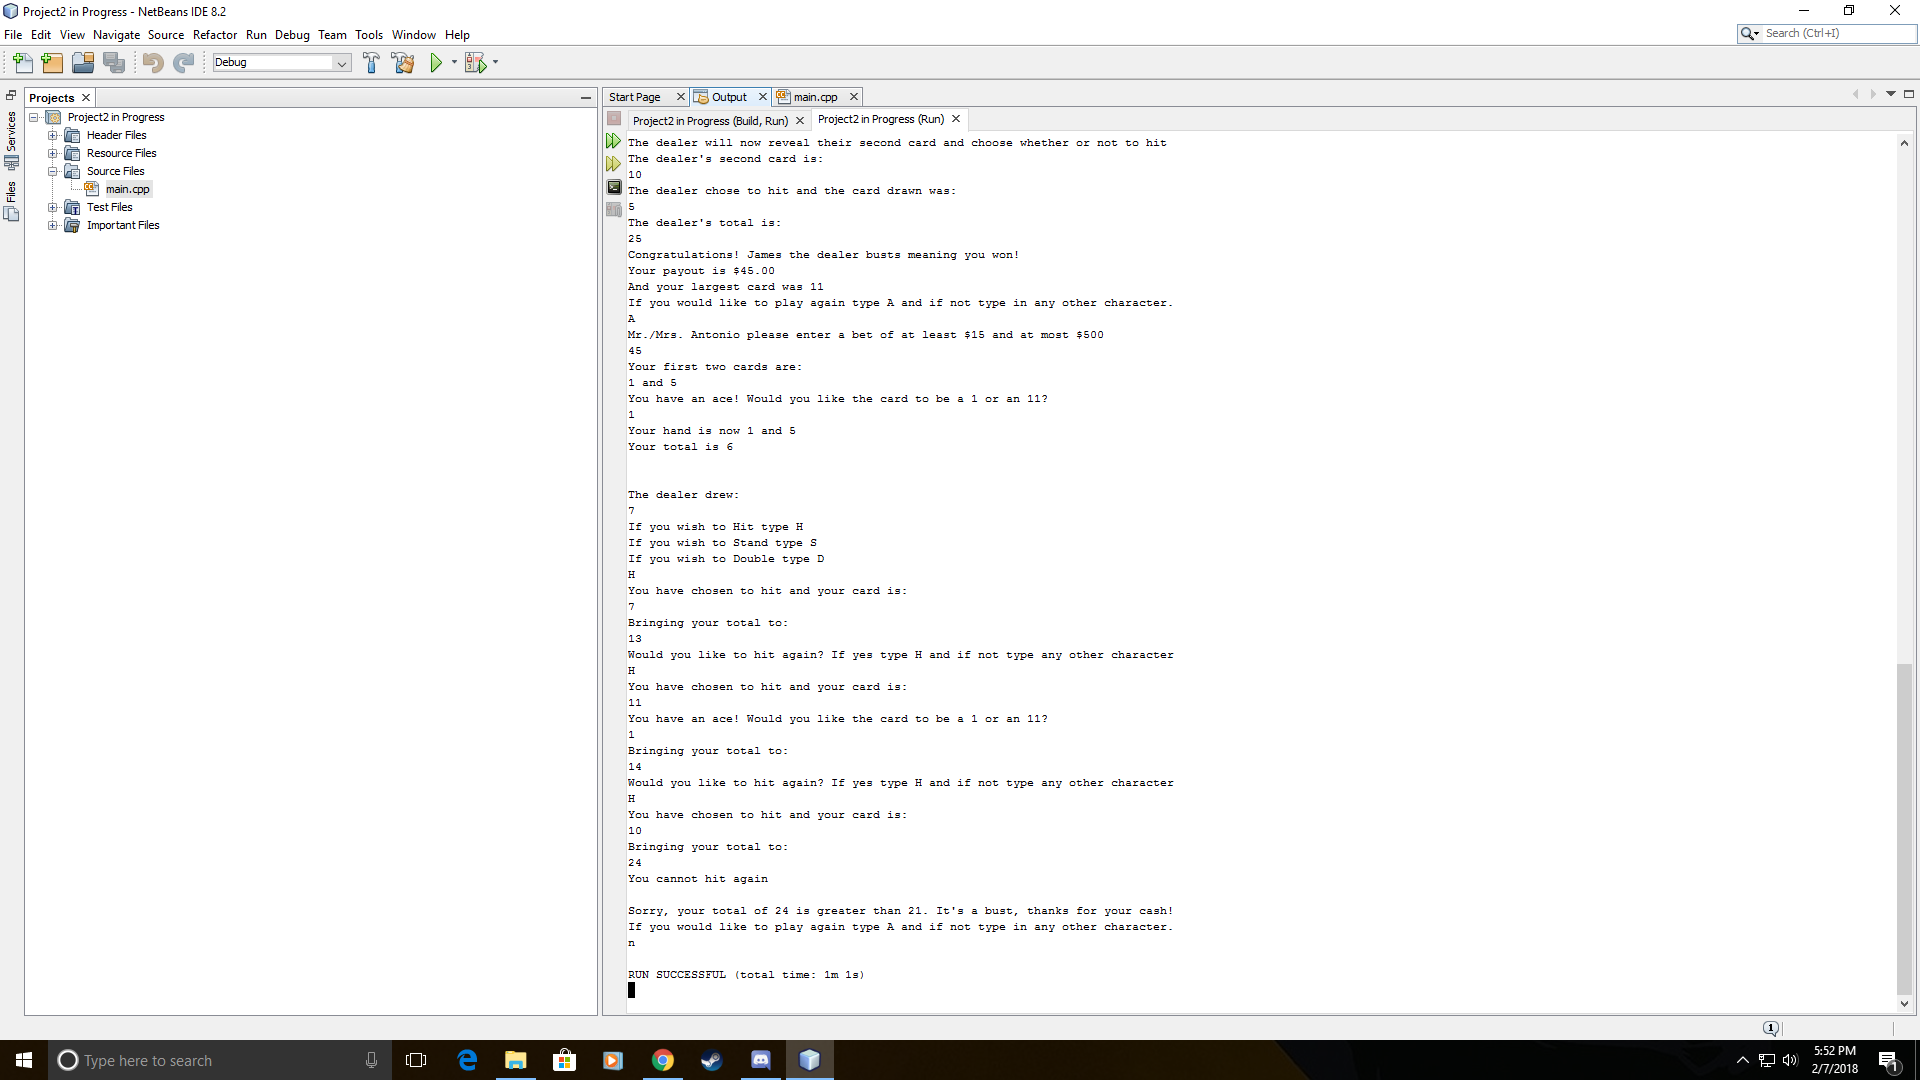 Project2 in Progress - NetBeans IDE 8.2
File Edit View Navigate Source Refactor Run Debug Team Tools Window Help
Search (Ctrl+I)
Debug
Projects
Start Page
Output
main.cpp
Services
Files
Project2 in Progress
Header Files
Resource Files
Source Files
main.cpp
Test Files
Important Files
Project2 in Progress (Build, Run)
Project2 in Progress (Run)
The dealer will now reveal their second card and choose whether or not to hit
The dealer's second card is:
10
The dealer chose to hit and the card drawn was:
5
The dealer's total is:
25
Congratulations! James the dealer busts meaning you won!
Your payout is $45.00
And your largest card was 11
If you would like to play again type A and if not type in any other character.
A
Mr./Mrs. Antonio please enter a bet of at least $15 and at most $500
45
Your first two cards are:
1 and 5
You have an ace! Would you like the card to be a 1 or an 11?
1
Your hand is now 1 and 5
Your total is 6
The dealer drew:
7
If you wish to Hit type H
If you wish to Stand type S
If you wish to Double type D
H
You have chosen to hit and your card is:
7
Bringing your total to:
13
Would you like to hit again? If yes type H and if not type any other character
H
You have chosen to hit and your card is:
11
You have an ace! Would you like the card to be a 1 or an 11?
1
Bringing your total to:
14
Would you like to hit again? If yes type H and if not type any other character
H
You have chosen to hit and your card is:
10
Bringing your total to:
24
You cannot hit again
Sorry, your total of 24 is greater than 21. It's a bust, thanks for your cash!
If you would like to play again type A and if not type in any other character.
n
RUN SUCCESSFUL (total time: 1m 1s)
1
Type here to search
5:52 PM
2/7/2018
1